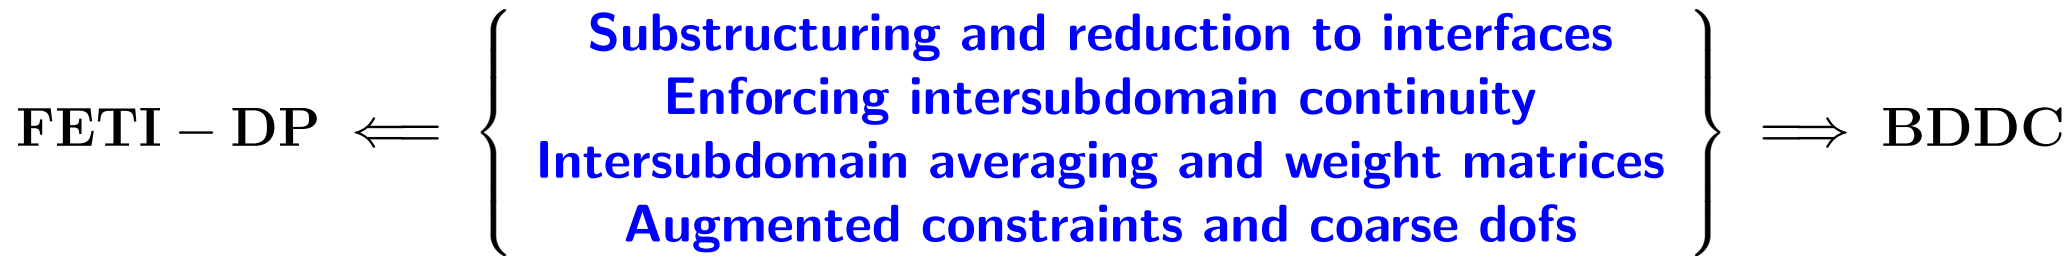 FETI – DP ⟸ { Substructuring and reduction to interfaces
Enforcing intersubdomain continuity
Intersubdomain averaging and weight matrices
Augmented constraints and coarse dofs } ⟹ BDDC